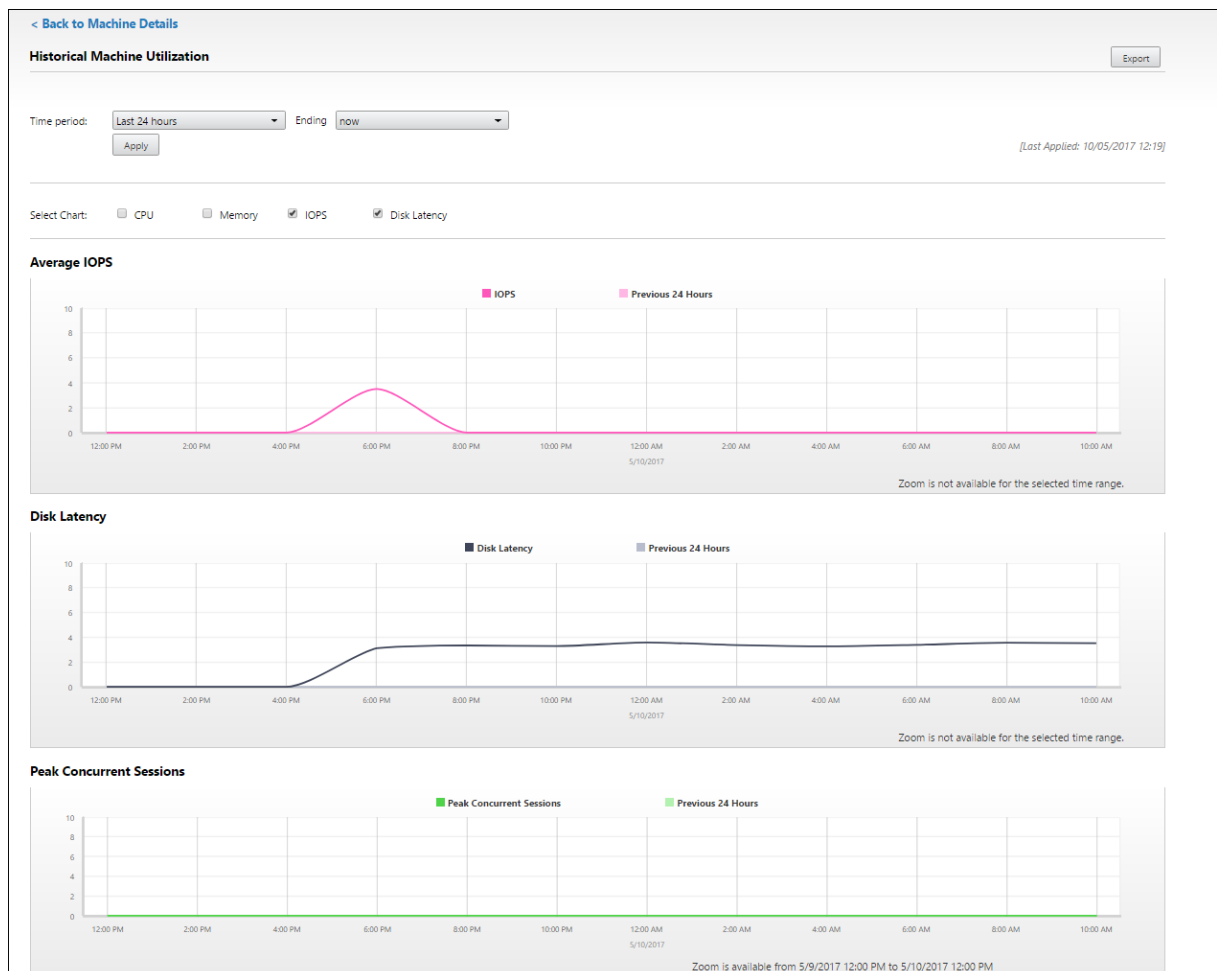 < Back to Machine Details
Historical Machine Utilization
Export
Time period: Last 24 hours Ending now
Apply
[Last Applied: 10/05/2017 12:19]
Select Chart: CPU Memory IOPS Disk Latency
Average IOPS
IOPS Previous 24 Hours
10
8
6
4
2
0
12:00 PM 2:00 PM 4:00 PM 6:00 PM 8:00 PM 10:00 PM 12:00 AM 2:00 AM 4:00 AM 6:00 AM 8:00 AM 10:00 AM
5/10/2017
Zoom is not available for the selected time range.
Disk Latency
Disk Latency Previous 24 Hours
10
8
6
4
2
0
12:00 PM 2:00 PM 4:00 PM 6:00 PM 8:00 PM 10:00 PM 12:00 AM 2:00 AM 4:00 AM 6:00 AM 8:00 AM 10:00 AM
5/10/2017
Zoom is not available for the selected time range.
Peak Concurrent Sessions
Peak Concurrent Sessions Previous 24 Hours
10
8
6
4
2
0
12:00 PM 2:00 PM 4:00 PM 6:00 PM 8:00 PM 10:00 PM 12:00 AM 2:00 AM 4:00 AM 6:00 AM 8:00 AM 10:00 AM
5/10/2017
Zoom is available from 5/9/2017 12:00 PM to 5/10/2017 12:00 PM